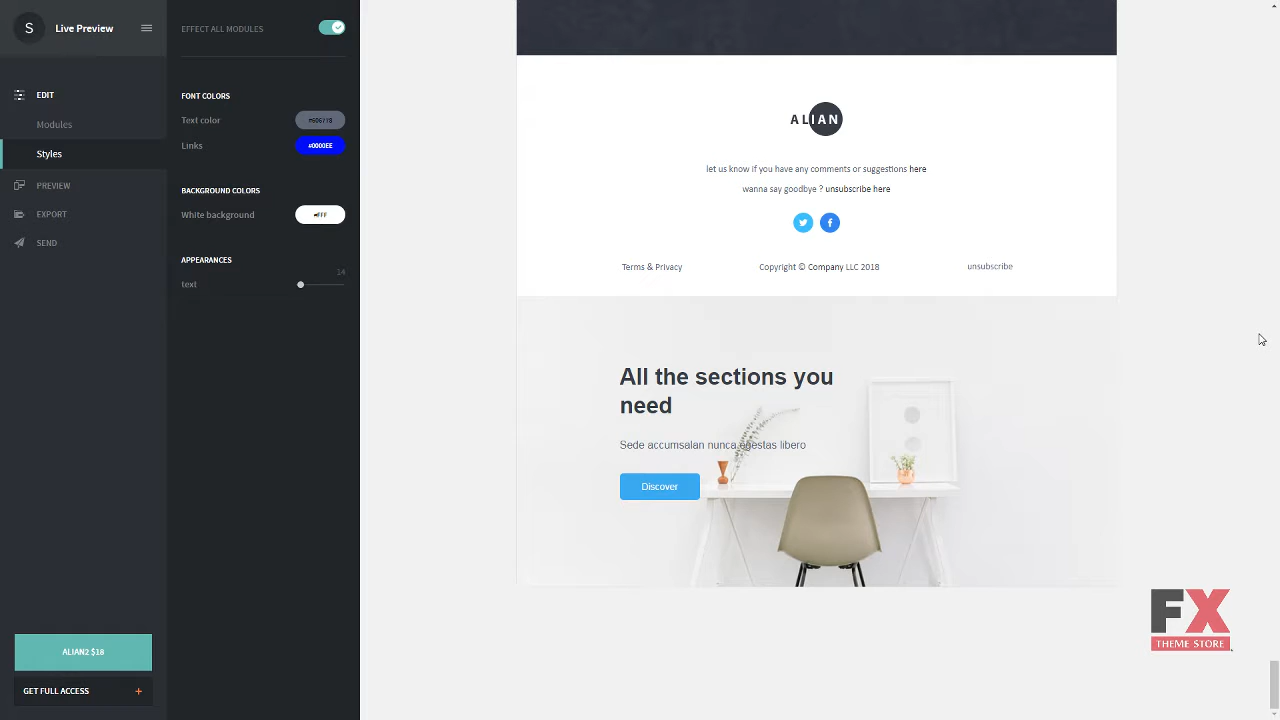 S
Live Preview
EFFECT ALL MODULES
EDIT
Modules
Styles
PREVIEW
EXPORT
SEND
ALIAN2 $18
GET FULL ACCESS +
FONT COLORS
Text color
Links #0000EE
BACKGROUND COLORS
White background #FFF
APPEARANCES
14
text
ALIAN
let us know if you have any comments or suggestions here
wanna say goodbye ? unsubscribe here
Terms & Privacy Copyright © Company LLC 2018 unsubscribe
All the sections you
need
Sede accumsalan nunca egestas libero
Discover
FX
THEME STORE